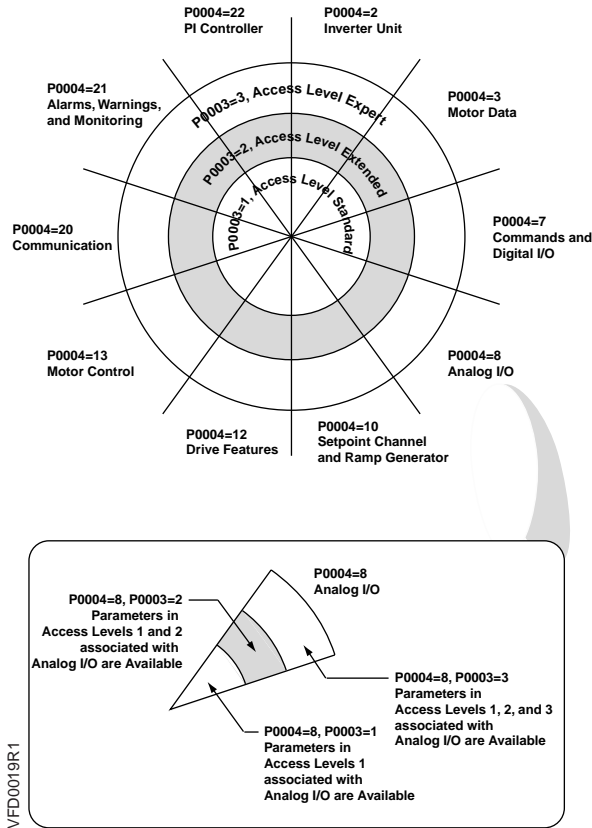 P0004=22
PI Controller
P0004=2
Inverter Unit
P0004=21
Alarms, Warnings,
and Monitoring
P0003=3, Access Level Expert
P0004=3
Motor Data
P0003=2, Access Level Extended
P0003=1, Access Level Standard
P0004=20
Communication
P0004=7
Commands and
Digital I/O
P0004=13
Motor Control
P0004=8
Analog I/O
P0004=12
Drive Features
P0004=10
Setpoint Channel
and Ramp Generator
P0004=8
Analog I/O
P0004=8, P0003=2
Parameters in
Access Levels 1 and 2
associated with
Analog I/O are Available
P0004=8, P0003=3
Parameters in
Access Levels 1, 2, and 3
associated with
Analog I/O are Available
P0004=8, P0003=1
Parameters in
Access Levels 1
associated with
Analog I/O are Available
VFD0019R1